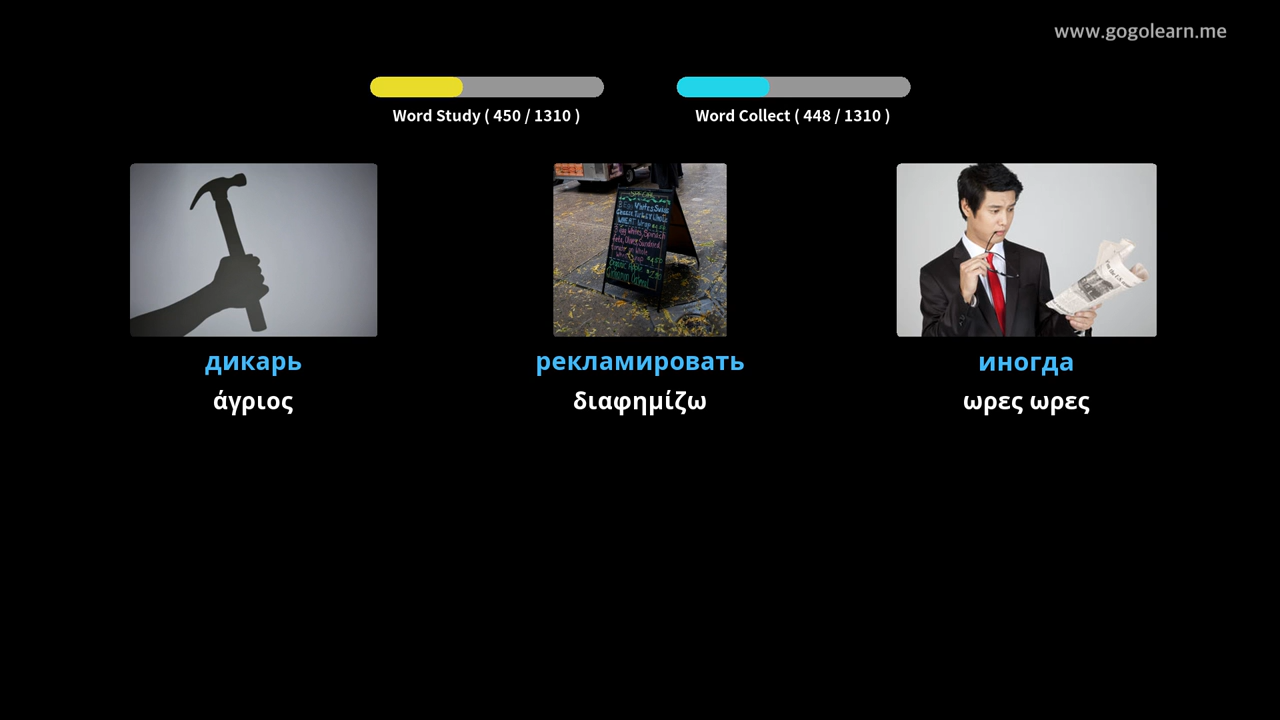 www.gogolearn.me
Word Study ( 450 / 1310 )
Word Collect ( 448 / 1310 )
дикарь
рекламировать
иногда
άγριος
διαφημίζω
ωρες ωρες